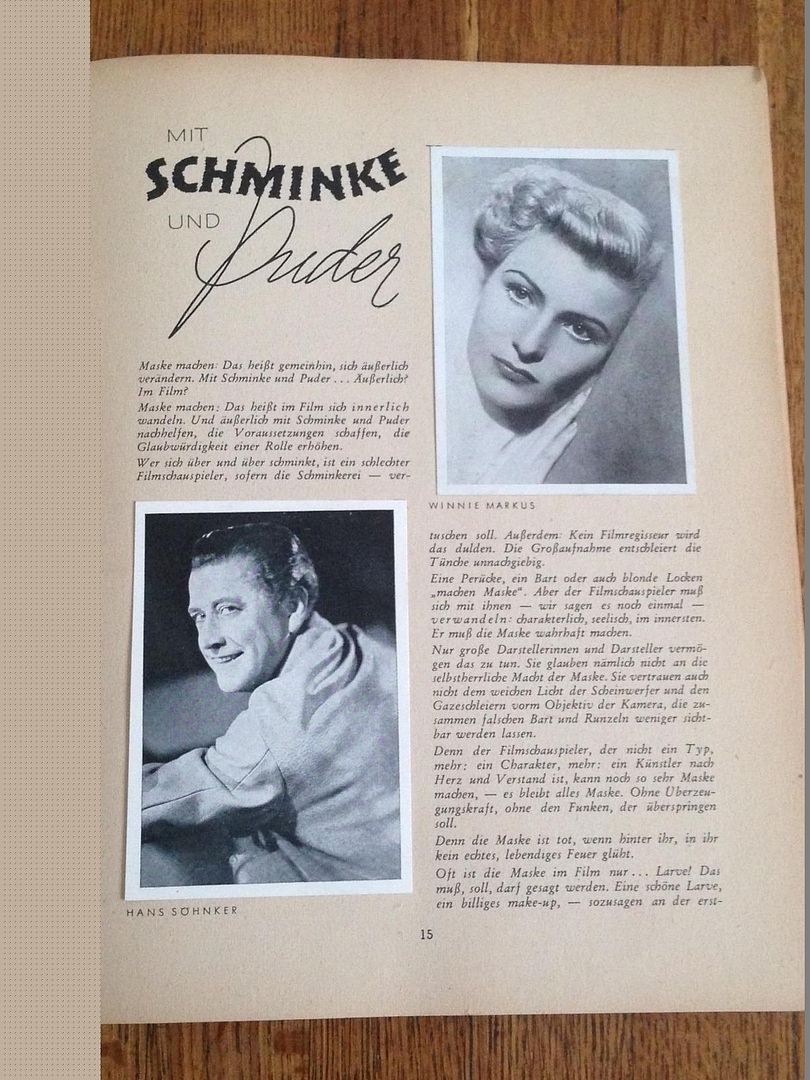 MIT
SCHMINKE
UND
Puder
Maske machen: Das heißt gemeinhin, sich äußerlich
verändern. Mit Schminke und Puder . . . Äußerlich?
Im Film?
Maske machen: Das heißt im Film sich innerlich
wandeln. Und äußerlich mit Schminke und Puder
nachhelfen, die Voraussetzungen schaffen, die
Glaubwürdigkeit einer Rolle erhöhen.
Wer sich über und über schminkt, ist ein schlechter
Filmschauspieler, sofern die Schminkerei — ver-
HANS SÖHNKER
WINNIE MARKUS
tuschen soll. Außerdem: Kein Filmregisseur wird
das dulden. Die Großaufnahme entschleiert die
Tünche unnachgiebig.
Eine Perücke, ein Bart oder auch blonde Locken
„machen Maske“. Aber der Filmschauspieler muß
sich mit ihnen — wir sagen es noch einmal —
verwandeln: charakterlich, seelisch, im innersten.
Er muß die Maske wahrhaft machen.
Nur große Darstellerinnen und Darsteller vermö-
gen das zu tun. Sie glauben nämlich nicht an die
selbstherrliche Macht der Maske. Sie vertrauen auch
nicht dem weichen Licht der Scheinwerfer und den
Gazeschleiern vorm Objektiv der Kamera, die zu-
sammen falschen Bart und Runzeln weniger sicht-
bar werden lassen.
Denn der Filmschauspieler, der nicht ein Typ,
mehr: ein Charakter, mehr: ein Künstler nach
Herz und Verstand ist, kann noch so sehr Maske
machen, — es bleibt alles Maske. Ohne Überzeu-
gungskraft, ohne den Funken, der überspringen
soll.
Denn die Maske ist tot, wenn hinter ihr, in ihr
kein echtes, lebendiges Feuer glüht.
Oft ist die Maske im Film nur . . . Larve! Das
muß, soll, darf gesagt werden. Eine schöne Larve,
ein billiges make-up, — sozusagen an der erst-
15